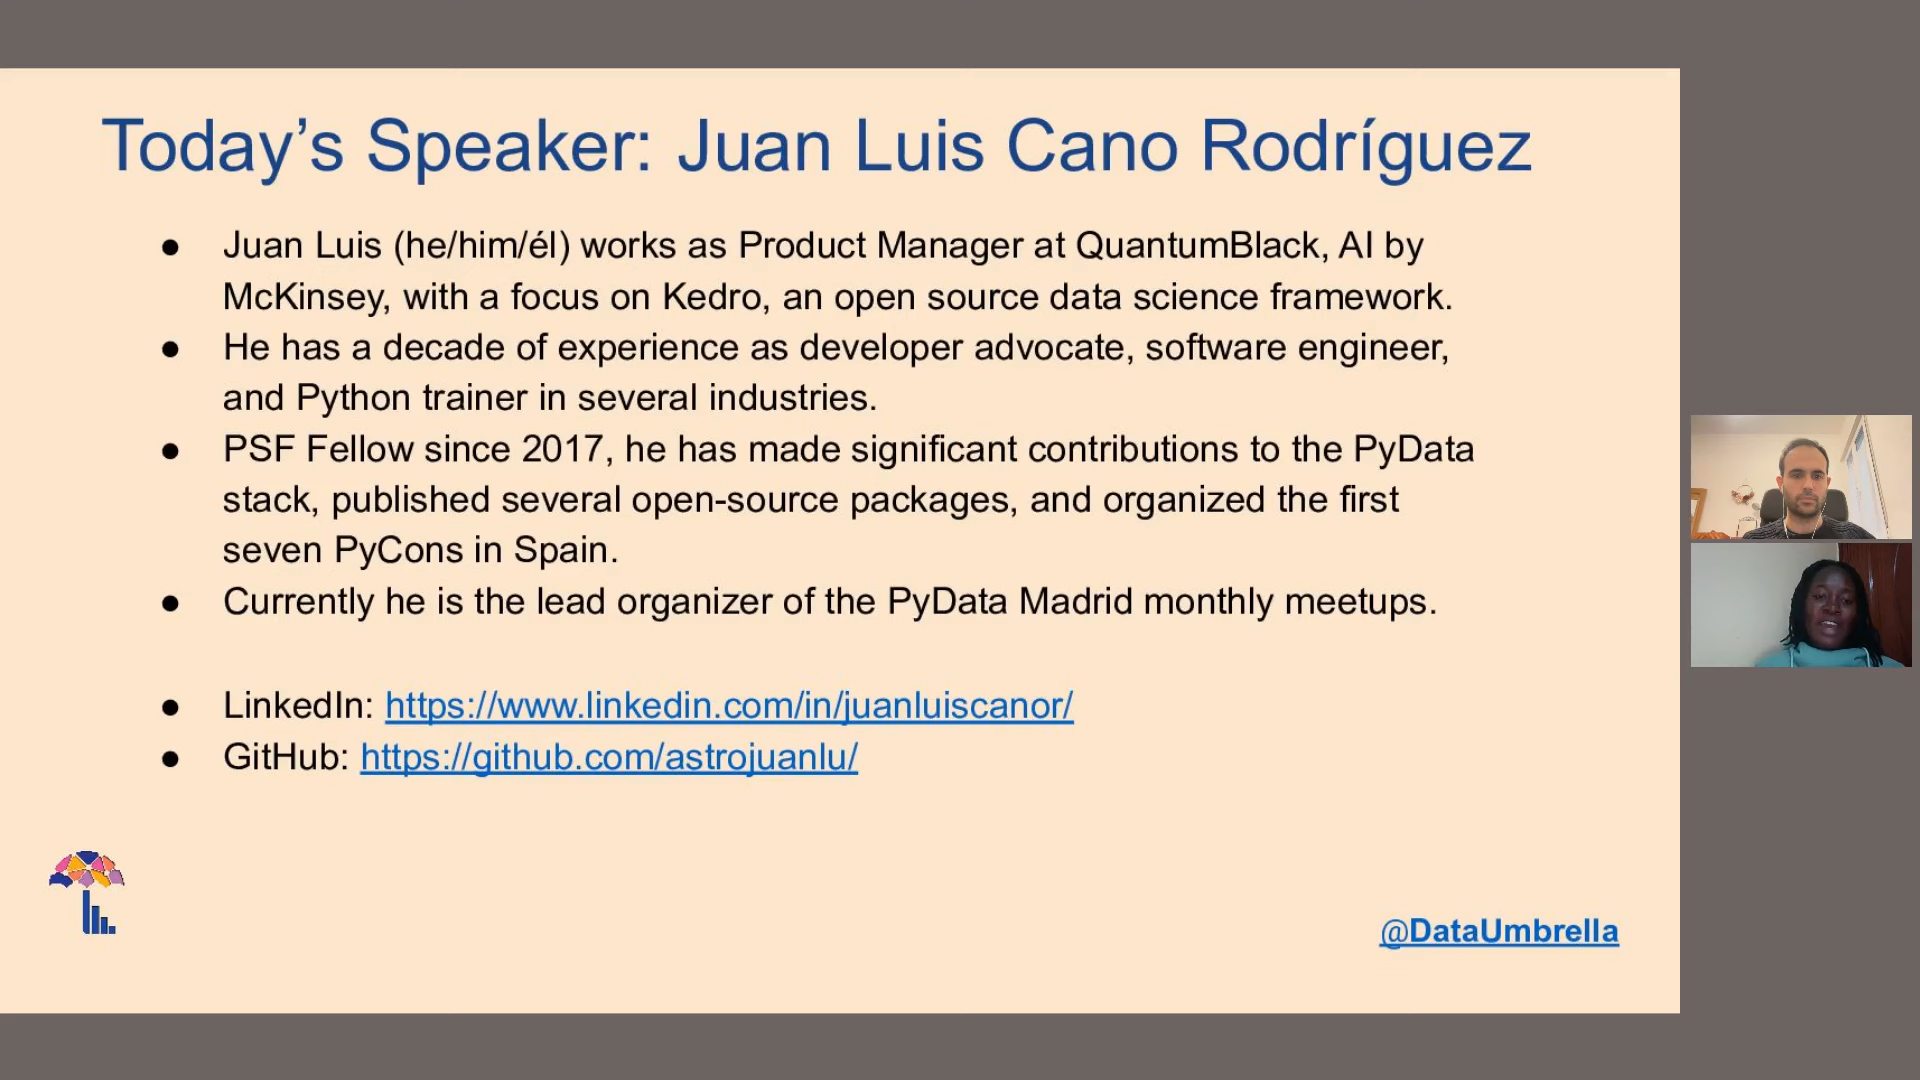 Today’s Speaker: Juan Luis Cano Rodríguez
● Juan Luis (he/him/él) works as Product Manager at QuantumBlack, AI by
McKinsey, with a focus on Kedro, an open source data science framework.
● He has a decade of experience as developer advocate, software engineer,
and Python trainer in several industries.
● PSF Fellow since 2017, he has made significant contributions to the PyData
stack, published several open-source packages, and organized the first
seven PyCons in Spain.
● Currently he is the lead organizer of the PyData Madrid monthly meetups.
● LinkedIn: https://www.linkedin.com/in/juanluiscanor/
● GitHub: https://github.com/astrojuanlu/
@DataUmbrella